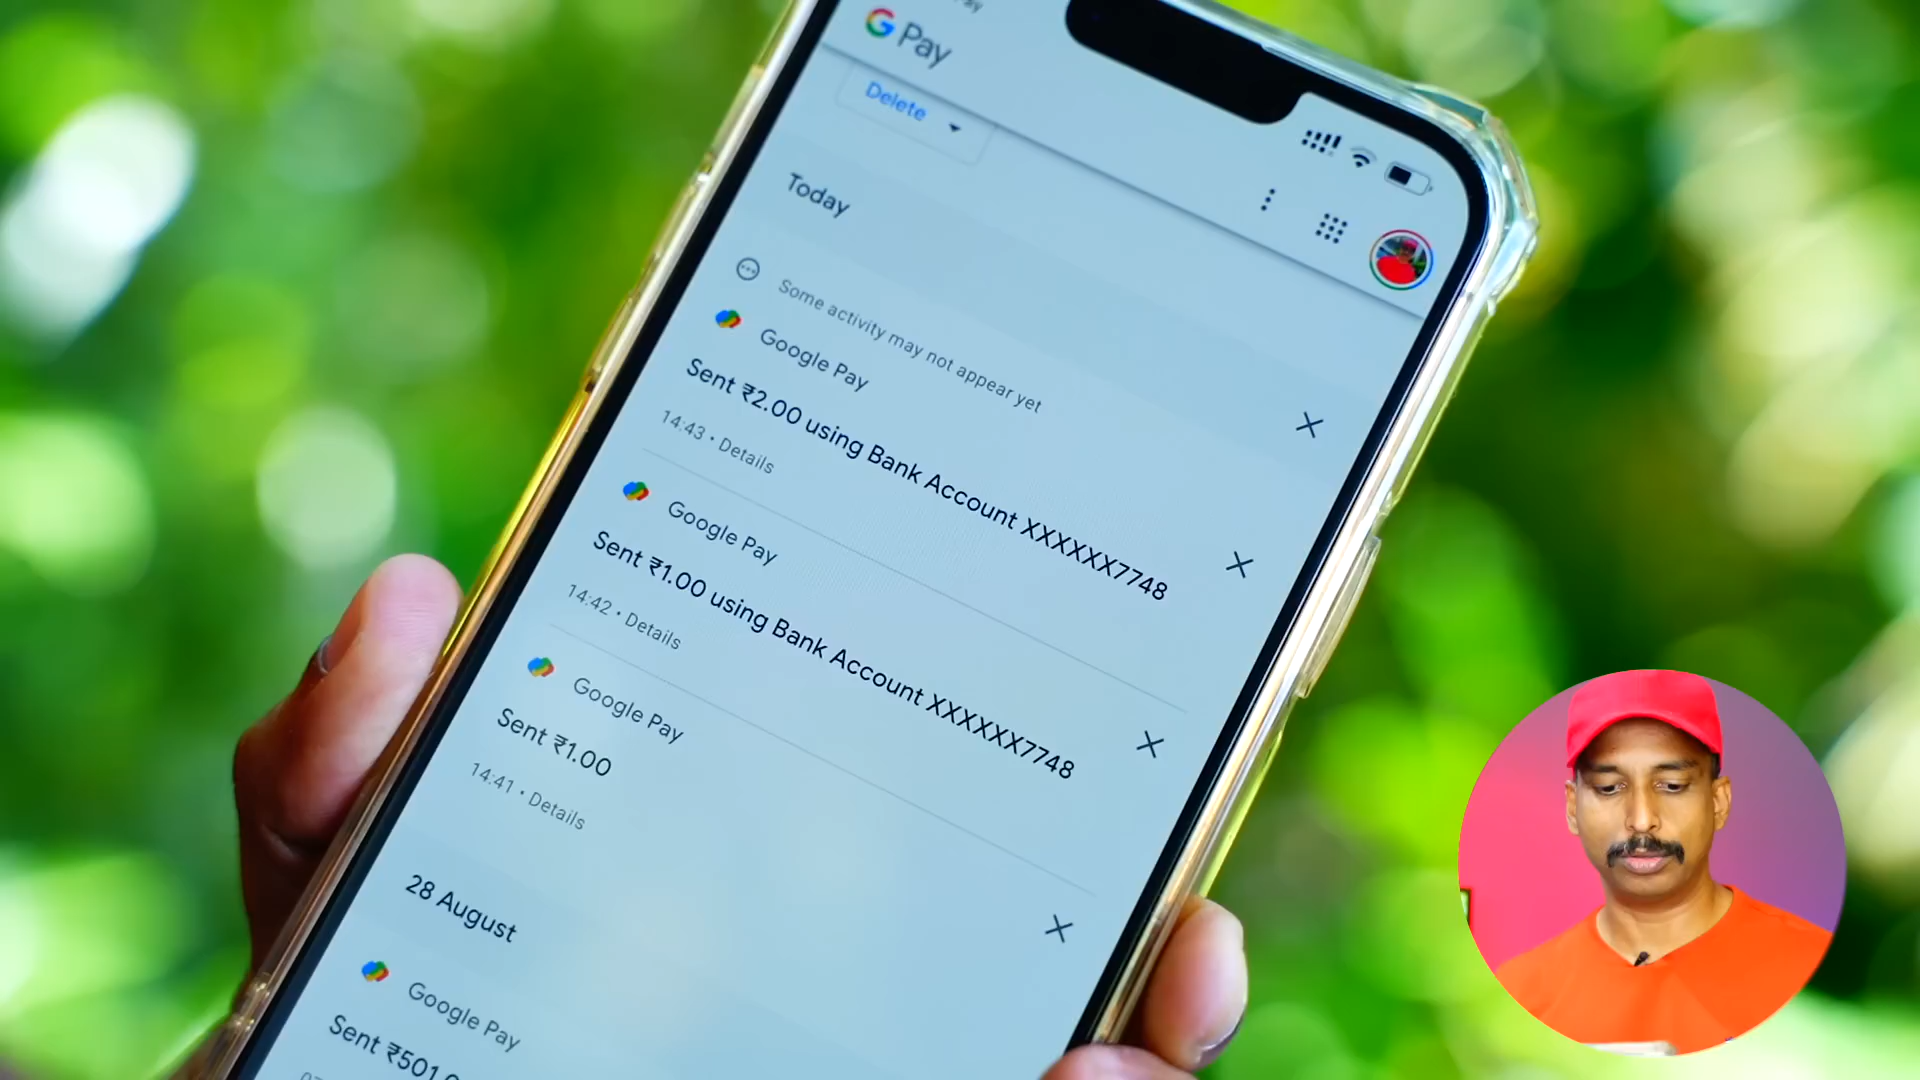 G Pay
Delete
Today
Some activity may not appear yet
Google Pay
Sent ₹2.00 using Bank Account XXXXXX7748
14:43 • Details
Google Pay
Sent ₹1.00 using Bank Account XXXXXX7748
14:42 • Details
Google Pay
Sent ₹1.00
14:41 • Details
28 August
Google Pay
Sent ₹501